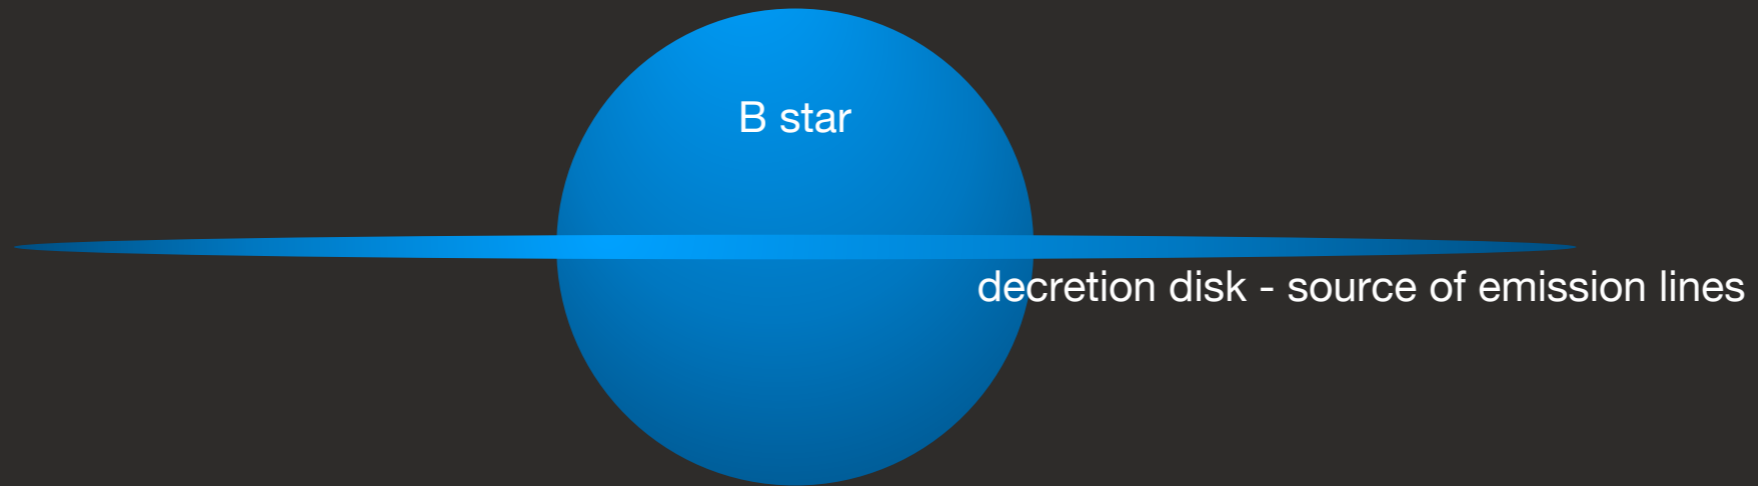 B star
decretion disk - source of emission lines